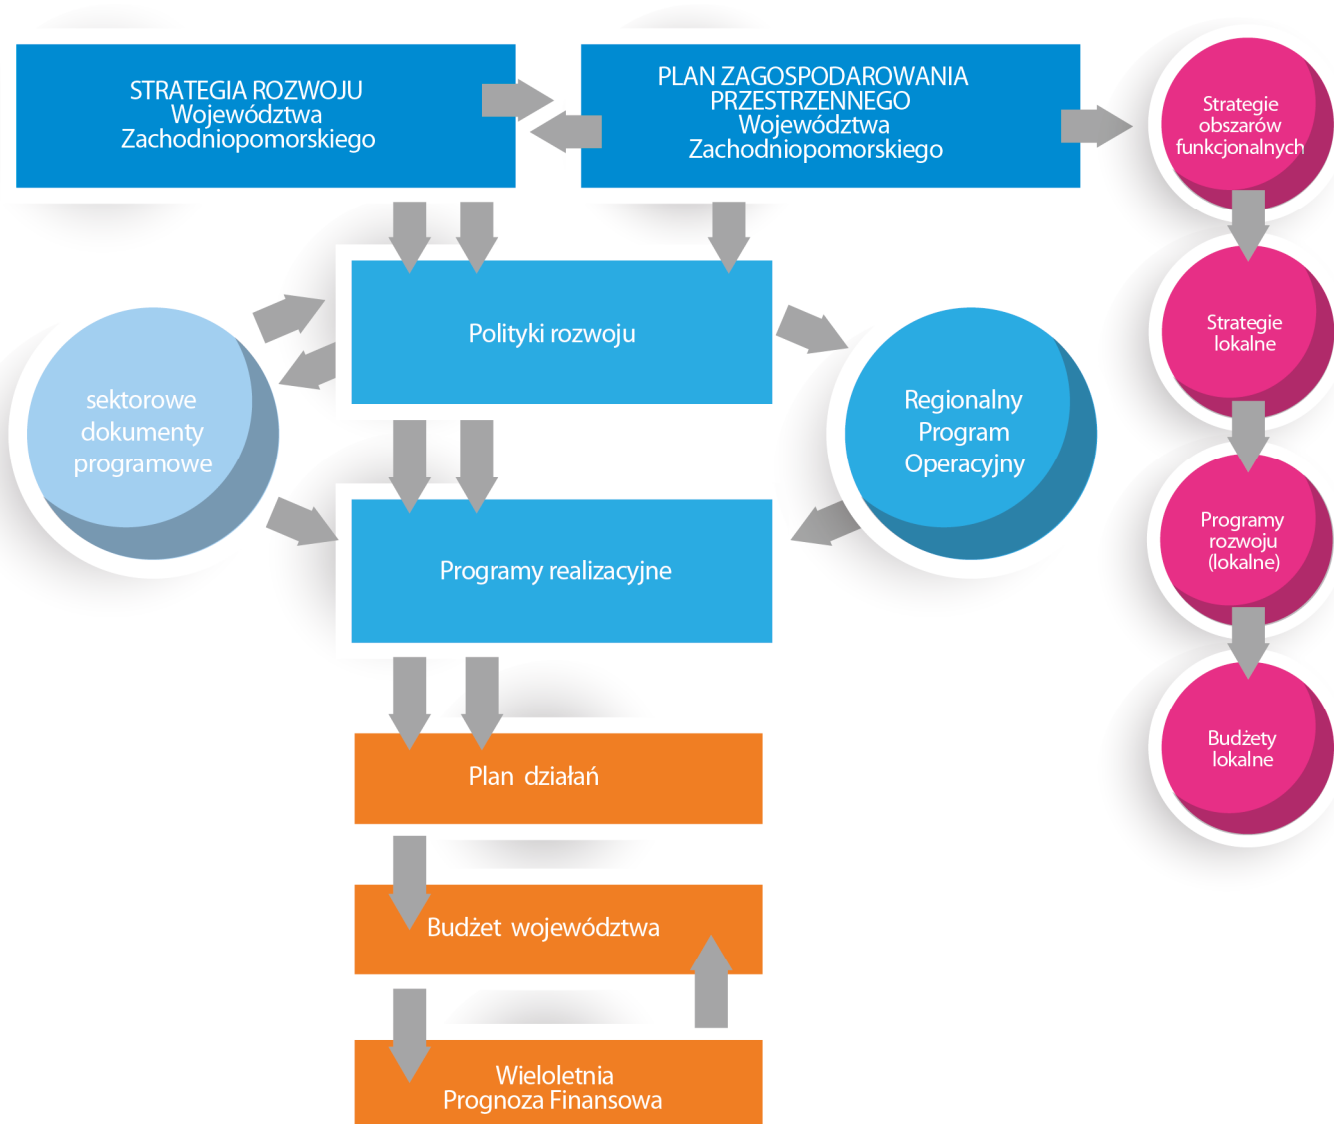 STRATEGIA ROZWOJU
Województwa
Zachodniopomorskiego
PLAN ZAGOSPODAROWANIA
PRZESTRZENNEGO
Województwa
Zachodniopomorskiego
Strategie
obszarów
funkcjonalnych
Polityki rozwoju
Strategie
lokalne
sektorowe
dokumenty
programowe
Regionalny
Program
Operacyjny
Programy
rozwoju
(lokalne)
Programy realizacyjne
Budżety
lokalne
Plan działań
Budżet województwa
Wieloletnia
Prognoza Finansowa